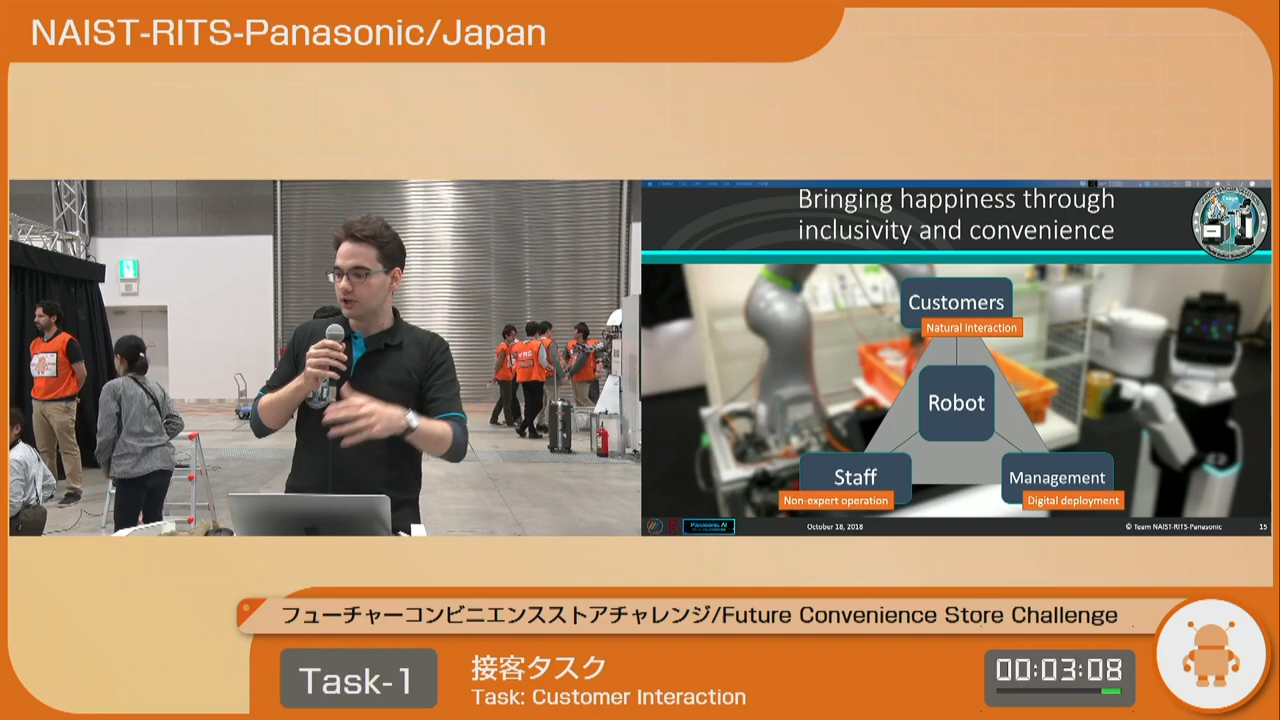 NAIST-RITS-Panasonic/Japan
Bringing happiness through
inclusivity and convenience
Customers
Natural Interaction
Robot
Staff
Non-expert operation
Management
Digital deployment
Panasonic AI
October 18, 2018
© Team NAIST-RITS-Panasonic
15
フューチャーコンビニエンスストアチャレンジ/Future Convenience Store Challenge
Task-1
接客タスク
Task: Customer Interaction
00:03:08